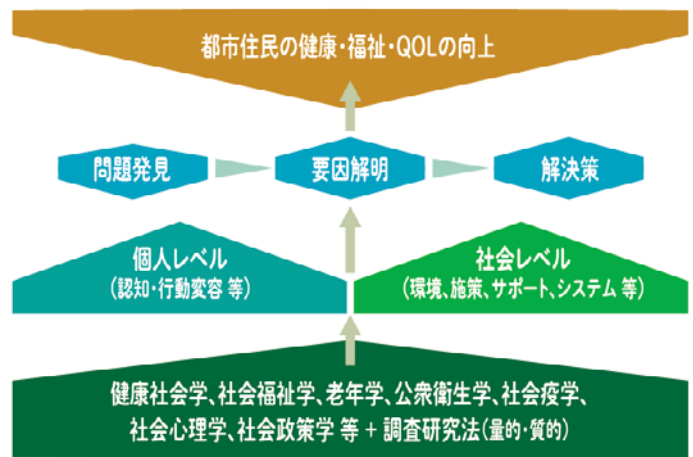 都市住民の健康・福祉・QOLの向上
問題発見
要因解明
解決策
個人レベル
(認知・行動変容 等)
社会レベル
(環境、施策、サポート、システム 等)
健康社会学、社会福祉学、老年学、公衆衛生学、社会疫学、
社会心理学、社会政策学 等 + 調査研究法(量的・質的)